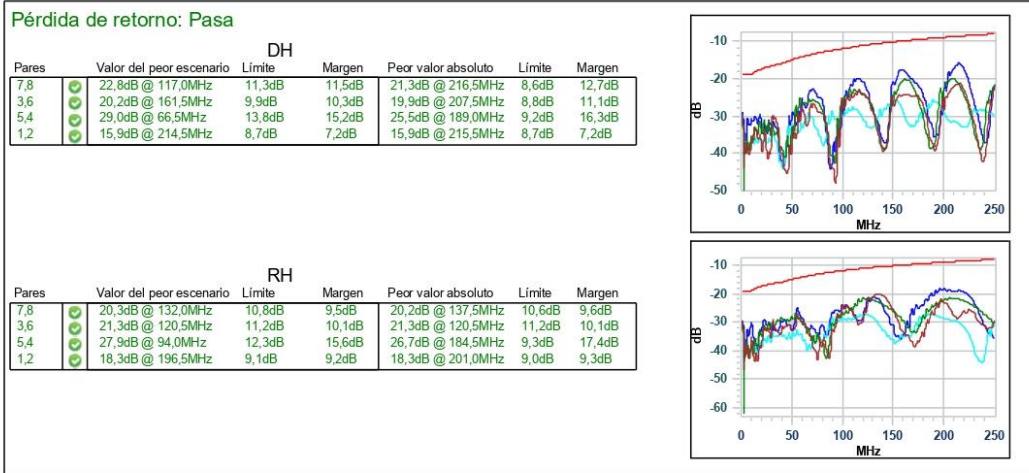 Pérdida de retorno: Pasa
DH
Pares Valor del peor escenario Límite Margen Peor valor absoluto Límite Margen
7,8 22,8dB @ 117,0MHz 11,3dB 11,5dB 21,3dB @ 216,5MHz 8,6dB 12,7dB
3,6 20,2dB @ 161,5MHz 9,9dB 10,3dB 19,9dB @ 207,5MHz 8,8dB 11,1dB
5,4 29,0dB @ 66,5MHz 13,8dB 15,2dB 25,5dB @ 189,0MHz 9,2dB 16,3dB
1,2 15,9dB @ 214,5MHz 8,7dB 7,2dB 15,9dB @ 215,5MHz 8,7dB 7,2dB
-10
-20
-30
-40
-50
dB
0 50 100 150 200 250
MHz
RH
Pares Valor del peor escenario Límite Margen Peor valor absoluto Límite Margen
7,8 20,3dB @ 132,0MHz 10,8dB 9,5dB 20,2dB @ 137,5MHz 10,6dB 9,6dB
3,6 21,3dB @ 120,5MHz 11,2dB 10,1dB 21,3dB @ 120,5MHz 11,2dB 10,1dB
5,4 27,9dB @ 94,0MHz 12,3dB 15,6dB 26,7dB @ 184,5MHz 9,3dB 17,4dB
1,2 18,3dB @ 196,5MHz 9,1dB 9,2dB 18,3dB @ 201,0MHz 9,0dB 9,3dB
-10
-20
-30
-40
-50
-60
dB
0 50 100 150 200 250
MHz